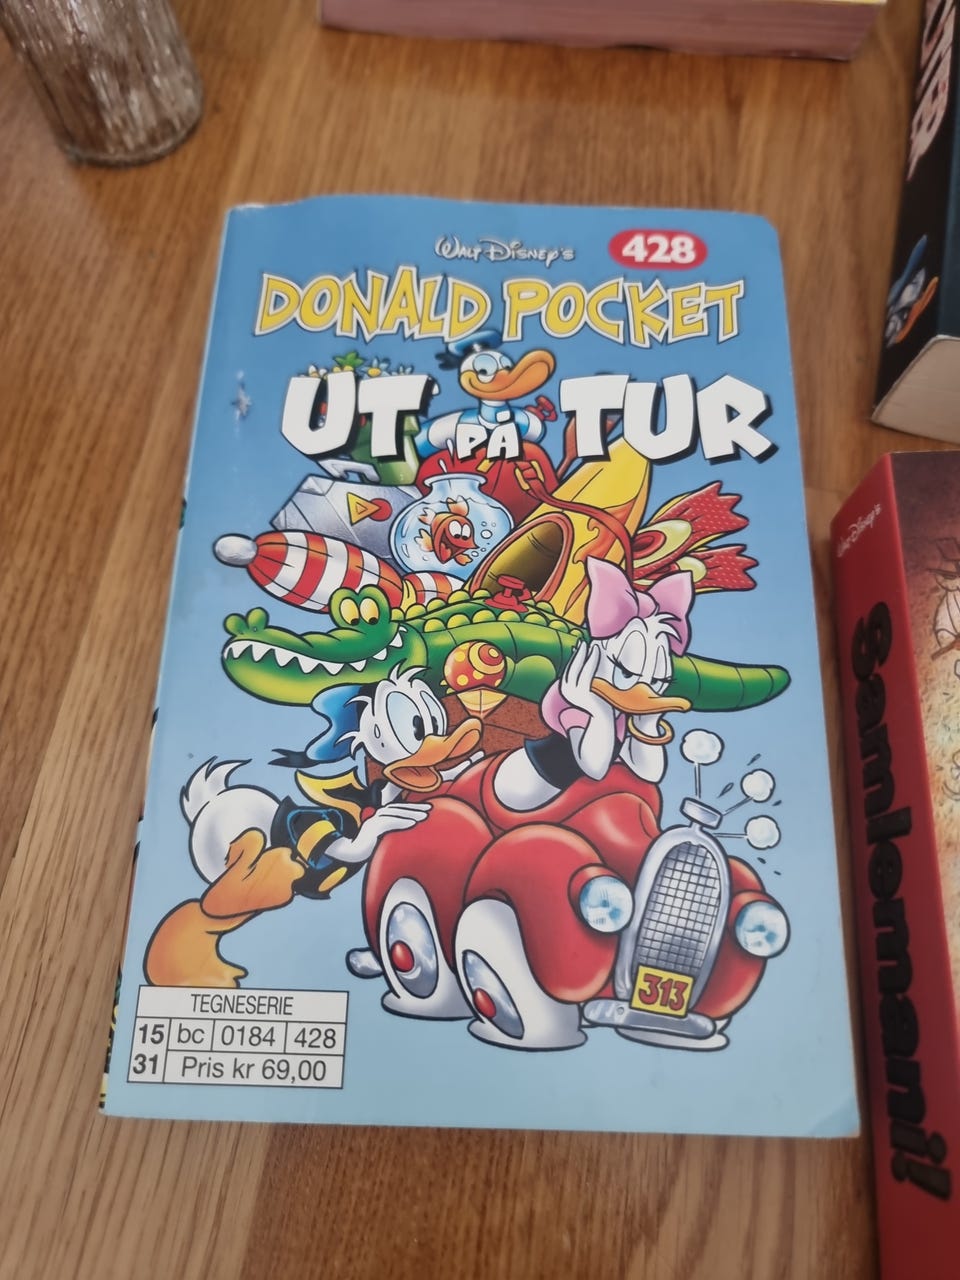 WALT DISNEY'S
428
DONALD POCKET
UT PÅ TUR
313
TEGNESERIE
15 bc 0184 428
31 Pris kr 69,00
WALT DISNEY'S
Samlemani!